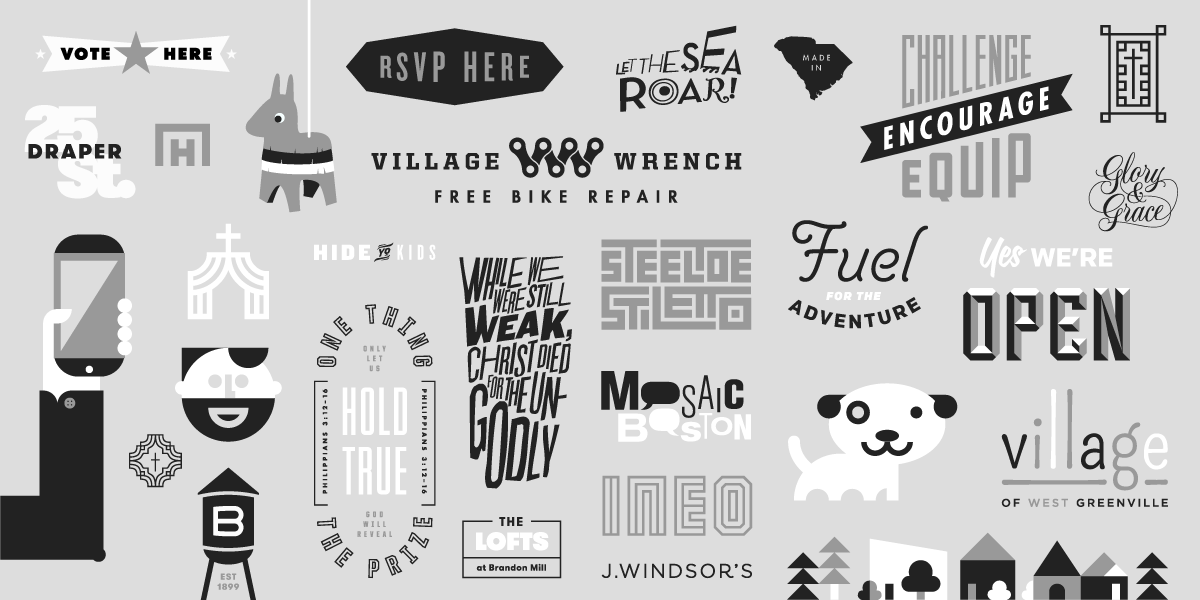 VOTE HERE
RSVP HERE
LET THE SEA
ROAR!
MADE
IN
CHALLENGE
ENCOURAGE
EQUIP
25
DRAPER
St.
H
VILLAGE WRENCH
FREE BIKE REPAIR
Glory
&
Grace
HIDE YO KIDS
WHILE WE
WERE STILL
WEAK,
CHRIST DIED
FOR THE UN-
GODLY
STEELTOE
STILETTO
Fuel
FOR THE
ADVENTURE
Yes WE'RE
OPEN
ONE THING
ONLY
LET
US
PHILIPPIANS 3:12-16
HOLD
TRUE
PHILIPPIANS 3:12-16
GOD
WILL
REVEAL
THE PRIZE
MOSAIC
BOSTON
village
OF WEST GREENVILLE
B
EST
1899
INEO
THE
LOFTS
at Brandon Mill
J.WINDSOR'S